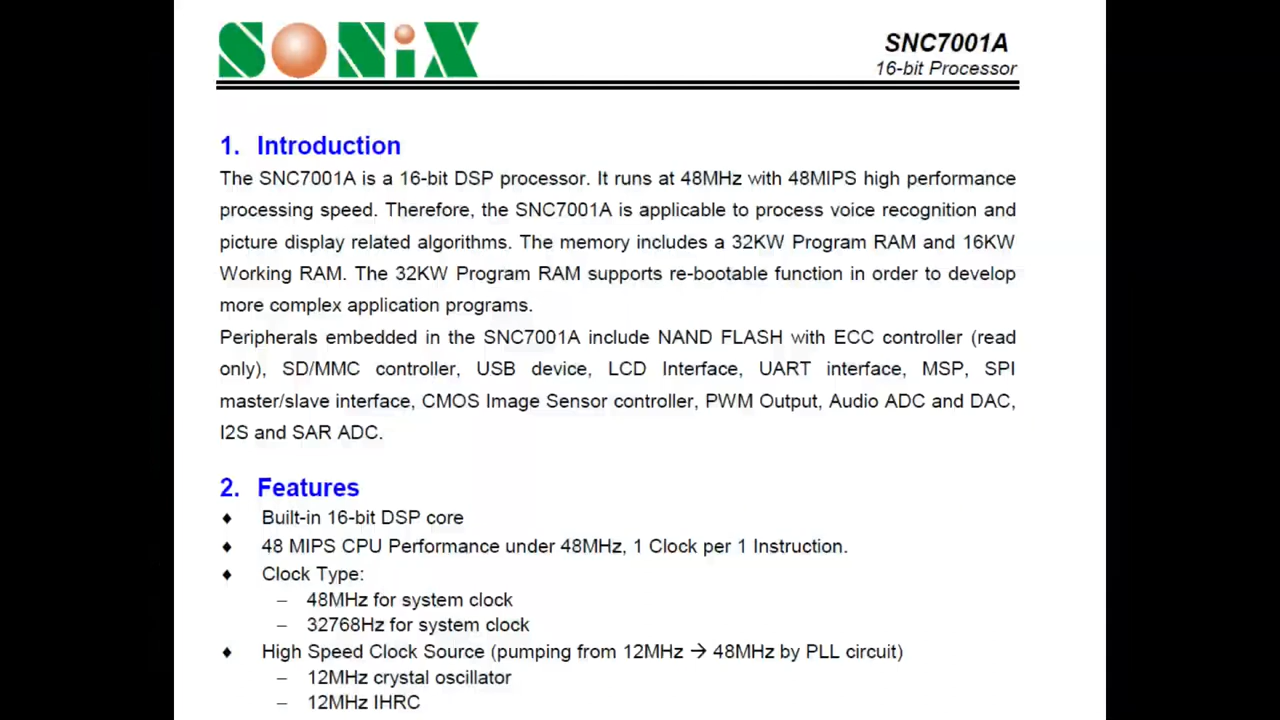 SONiX
SNC7001A
16-bit Processor
1. Introduction
The SNC7001A is a 16-bit DSP processor. It runs at 48MHz with 48MIPS high performance
processing speed. Therefore, the SNC7001A is applicable to process voice recognition and
picture display related algorithms. The memory includes a 32KW Program RAM and 16KW
Working RAM. The 32KW Program RAM supports re-bootable function in order to develop
more complex application programs.
Peripherals embedded in the SNC7001A include NAND FLASH with ECC controller (read
only), SD/MMC controller, USB device, LCD Interface, UART interface, MSP, SPI
master/slave interface, CMOS Image Sensor controller, PWM Output, Audio ADC and DAC,
I2S and SAR ADC.
2. Features
♦ Built-in 16-bit DSP core
♦ 48 MIPS CPU Performance under 48MHz, 1 Clock per 1 Instruction.
♦ Clock Type:
– 48MHz for system clock
– 32768Hz for system clock
♦ High Speed Clock Source (pumping from 12MHz → 48MHz by PLL circuit)
– 12MHz crystal oscillator
– 12MHz IHRC